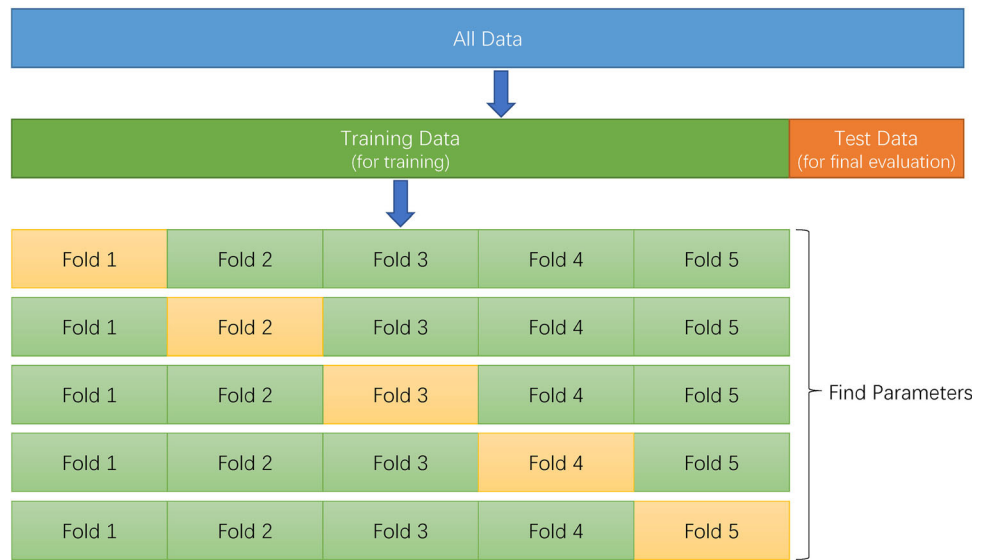 All Data
Training Data
(for training)
Test Data
(for final evaluation)
Fold 1 Fold 2 Fold 3 Fold 4 Fold 5
Fold 1 Fold 2 Fold 3 Fold 4 Fold 5
Fold 1 Fold 2 Fold 3 Fold 4 Fold 5
Fold 1 Fold 2 Fold 3 Fold 4 Fold 5
Fold 1 Fold 2 Fold 3 Fold 4 Fold 5
Find Parameters